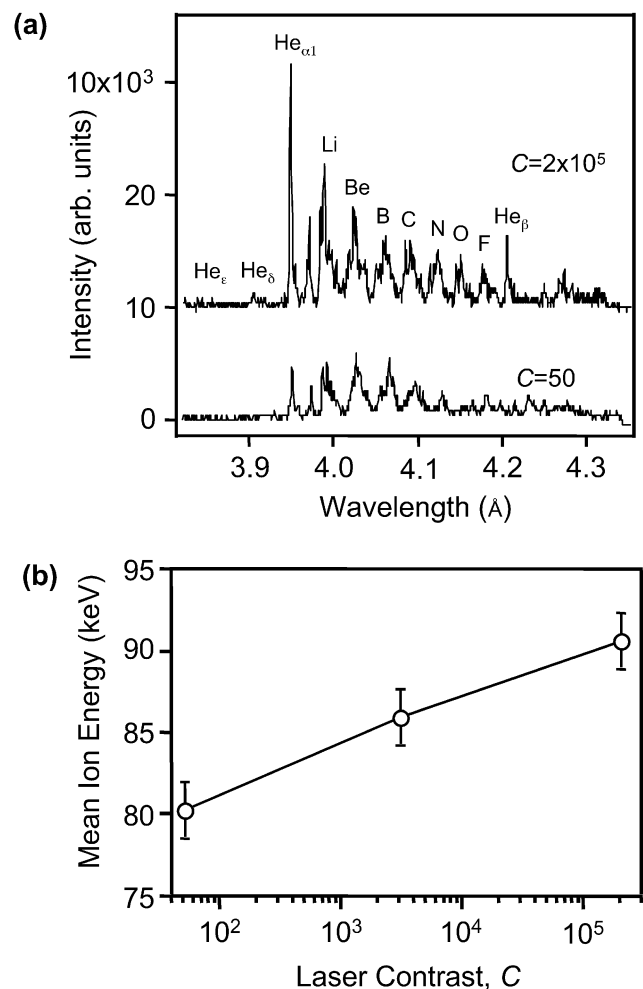 (a)
Heα1
10x10³
Li
C=2x10⁵
Be
Intensity (arb. units)
20
B
C
N
O
F
Heβ
Heε
Heδ
10
C=50
0
3.9
4.0
4.1
4.2
4.3
Wavelength (Å)
(b)
95
90
85
80
75
Mean Ion Energy (keV)
10²
10³
10⁴
10⁵
Laser Contrast, C